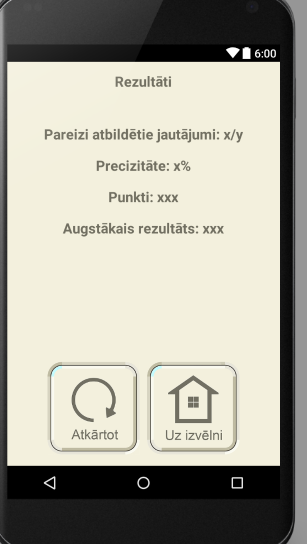 6:00
Rezultāti
Pareizi atbildētie jautājumi: x/y
Precizitāte: x%
Punkti: xxx
Augstākais rezultāts: xxx
Atkārtot
Uz izvēlni